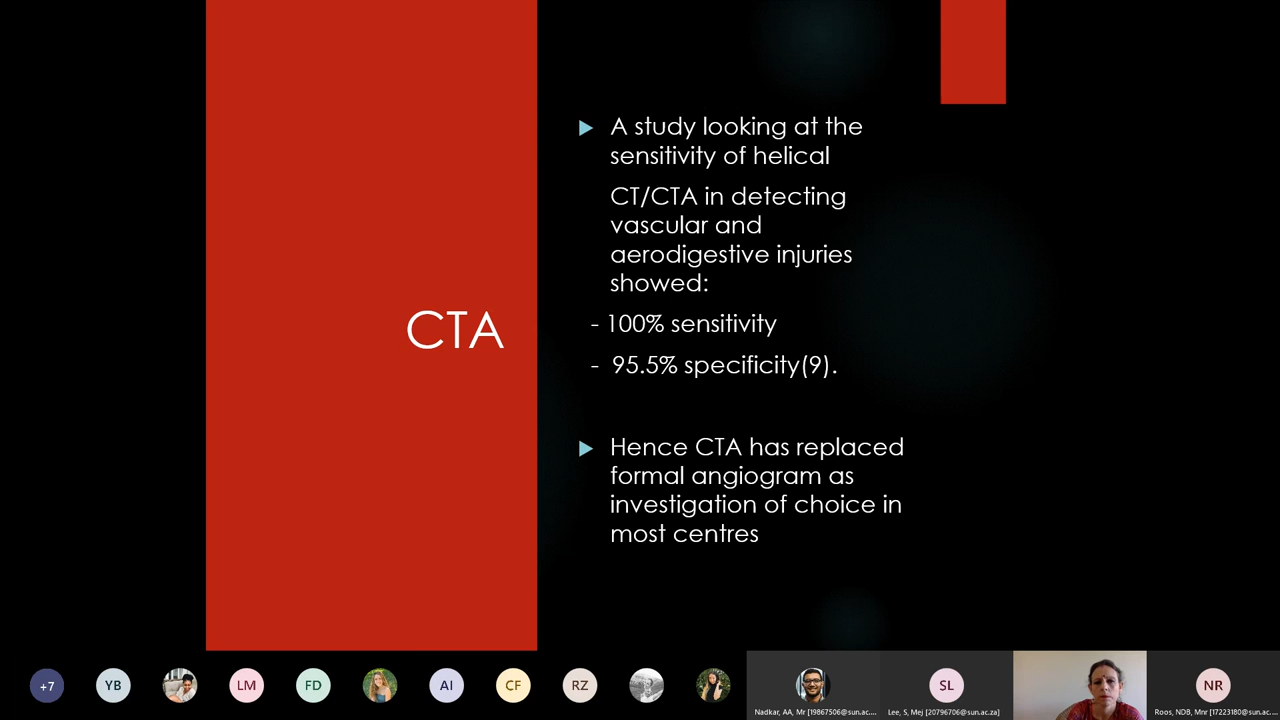 A study looking at the
sensitivity of helical
CT/CTA in detecting
vascular and
aerodigestive injuries
showed:
CTA
- 100% sensitivity
- 95.5% specificity(9).
Hence CTA has replaced
formal angiogram as
investigation of choice in
most centres
+7
YB
LM
FD
AI
CF
RZ
SL
NR
Nadkar, AA, Mr [19867506@sun.ac....
Lee, S, Mej [20796706@sun.ac.za]
Roos, NDB, Mnr [17223180@sun.ac....